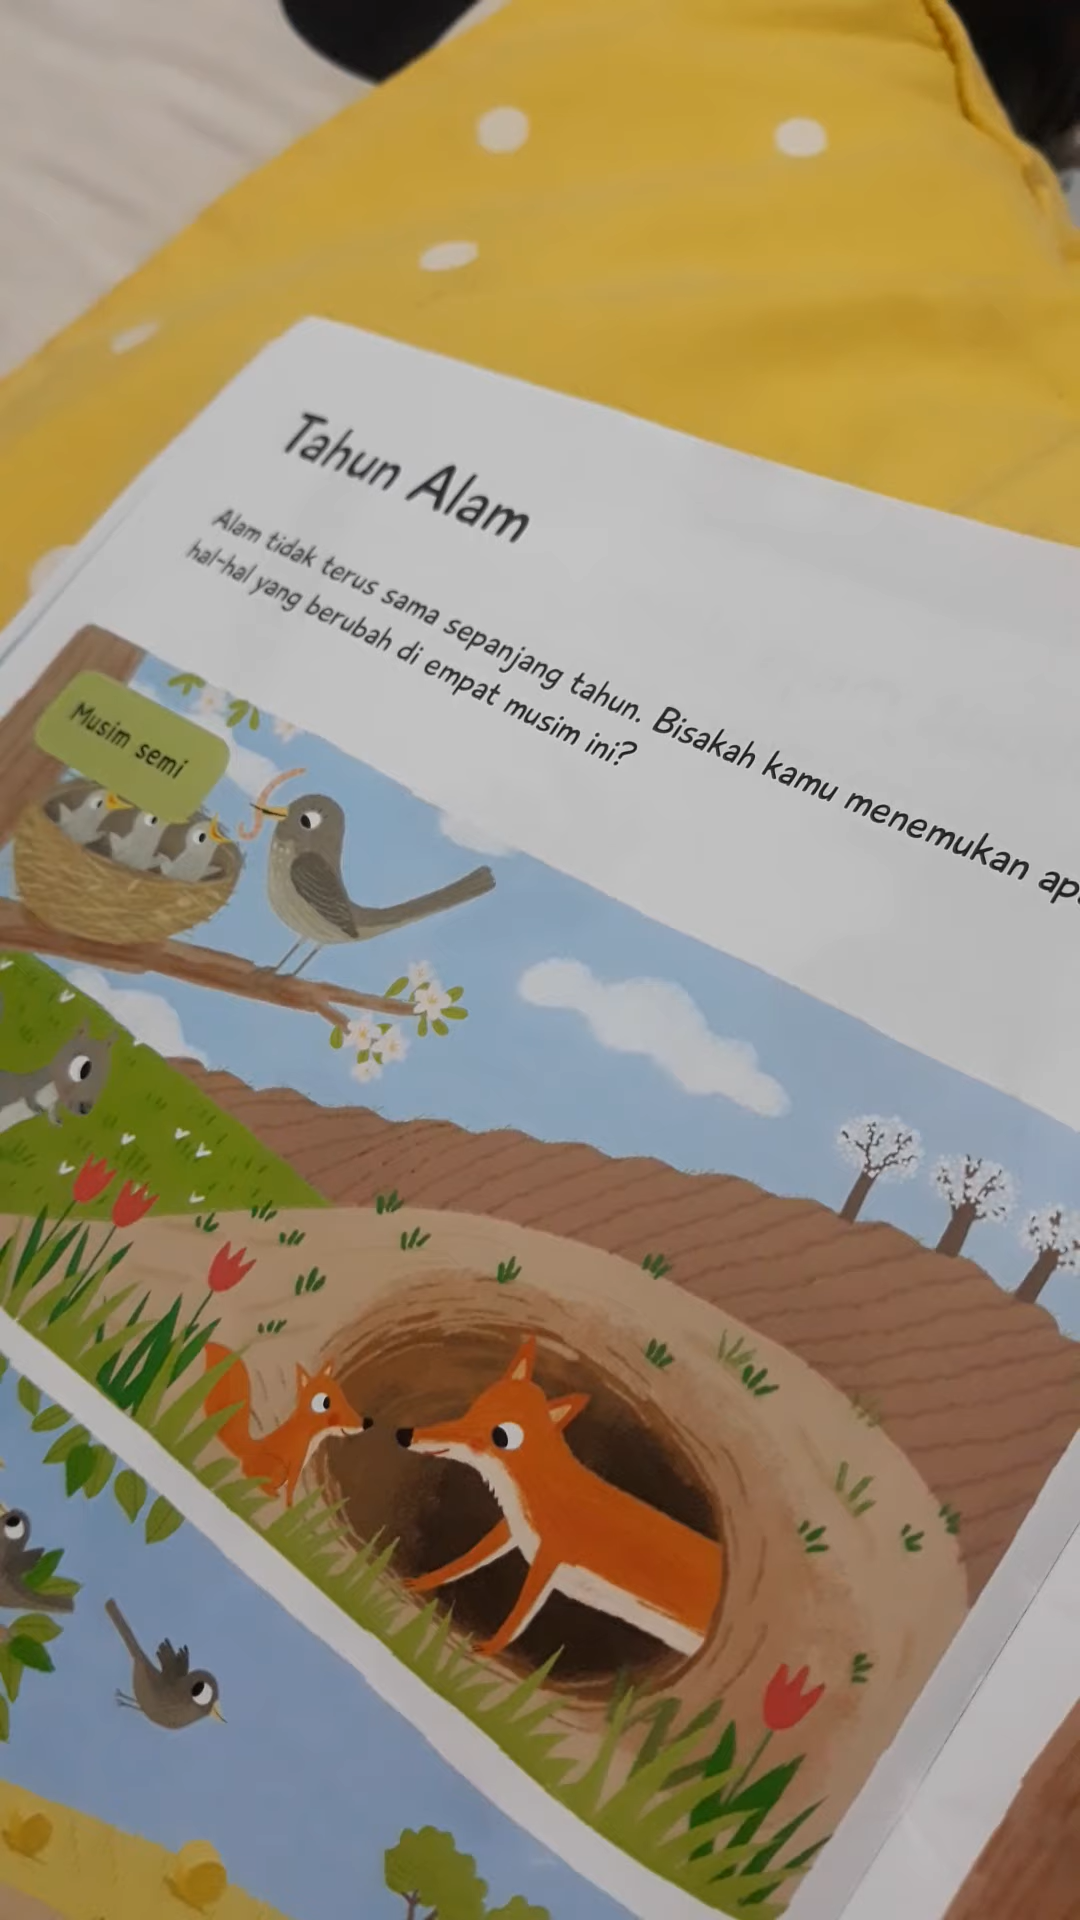 Tahun Alam
Alam tidak terus sama sepanjang tahun. Bisakah kamu menemukan
hal-hal yang berubah di empat musim ini?
Musim semi